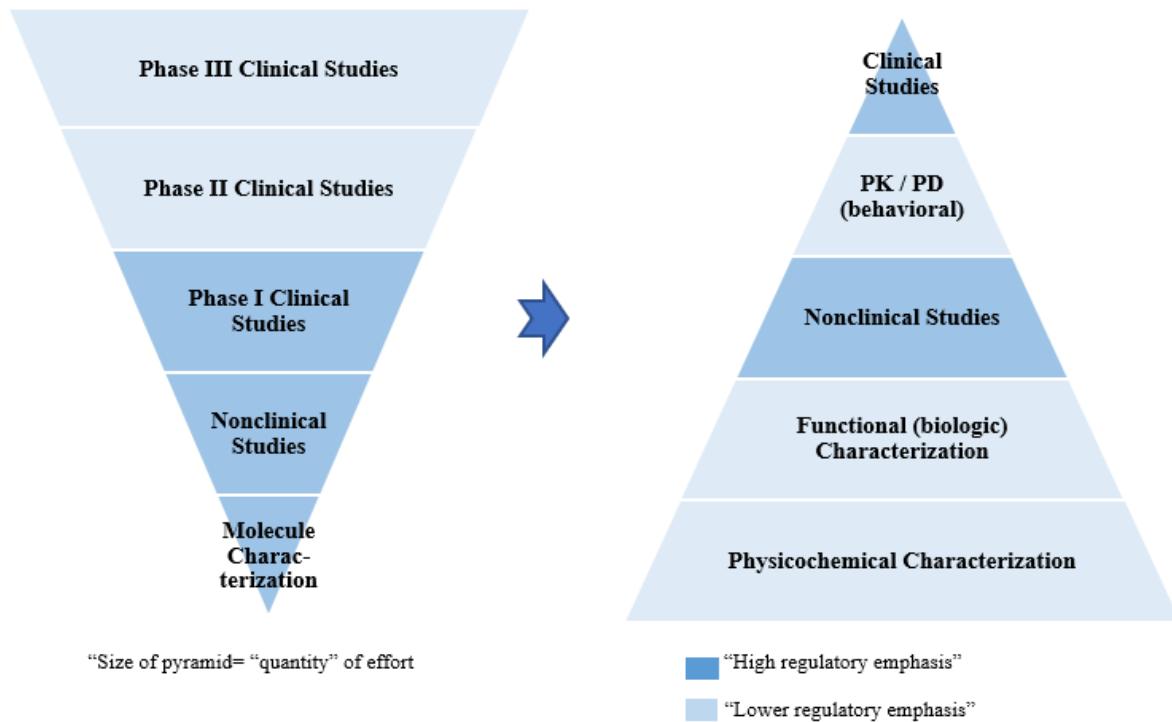 Phase III Clinical Studies
Phase II Clinical Studies
Phase I Clinical
Studies
Nonclinical
Studies
Molecule
Charac-
terization
“Size of pyramid= “quantity” of effort
Clinical
Studies
PK / PD
(behavioral)
Nonclinical Studies
Functional (biologic)
Characterization
Physicochemical Characterization
“High regulatory emphasis”
“Lower regulatory emphasis”